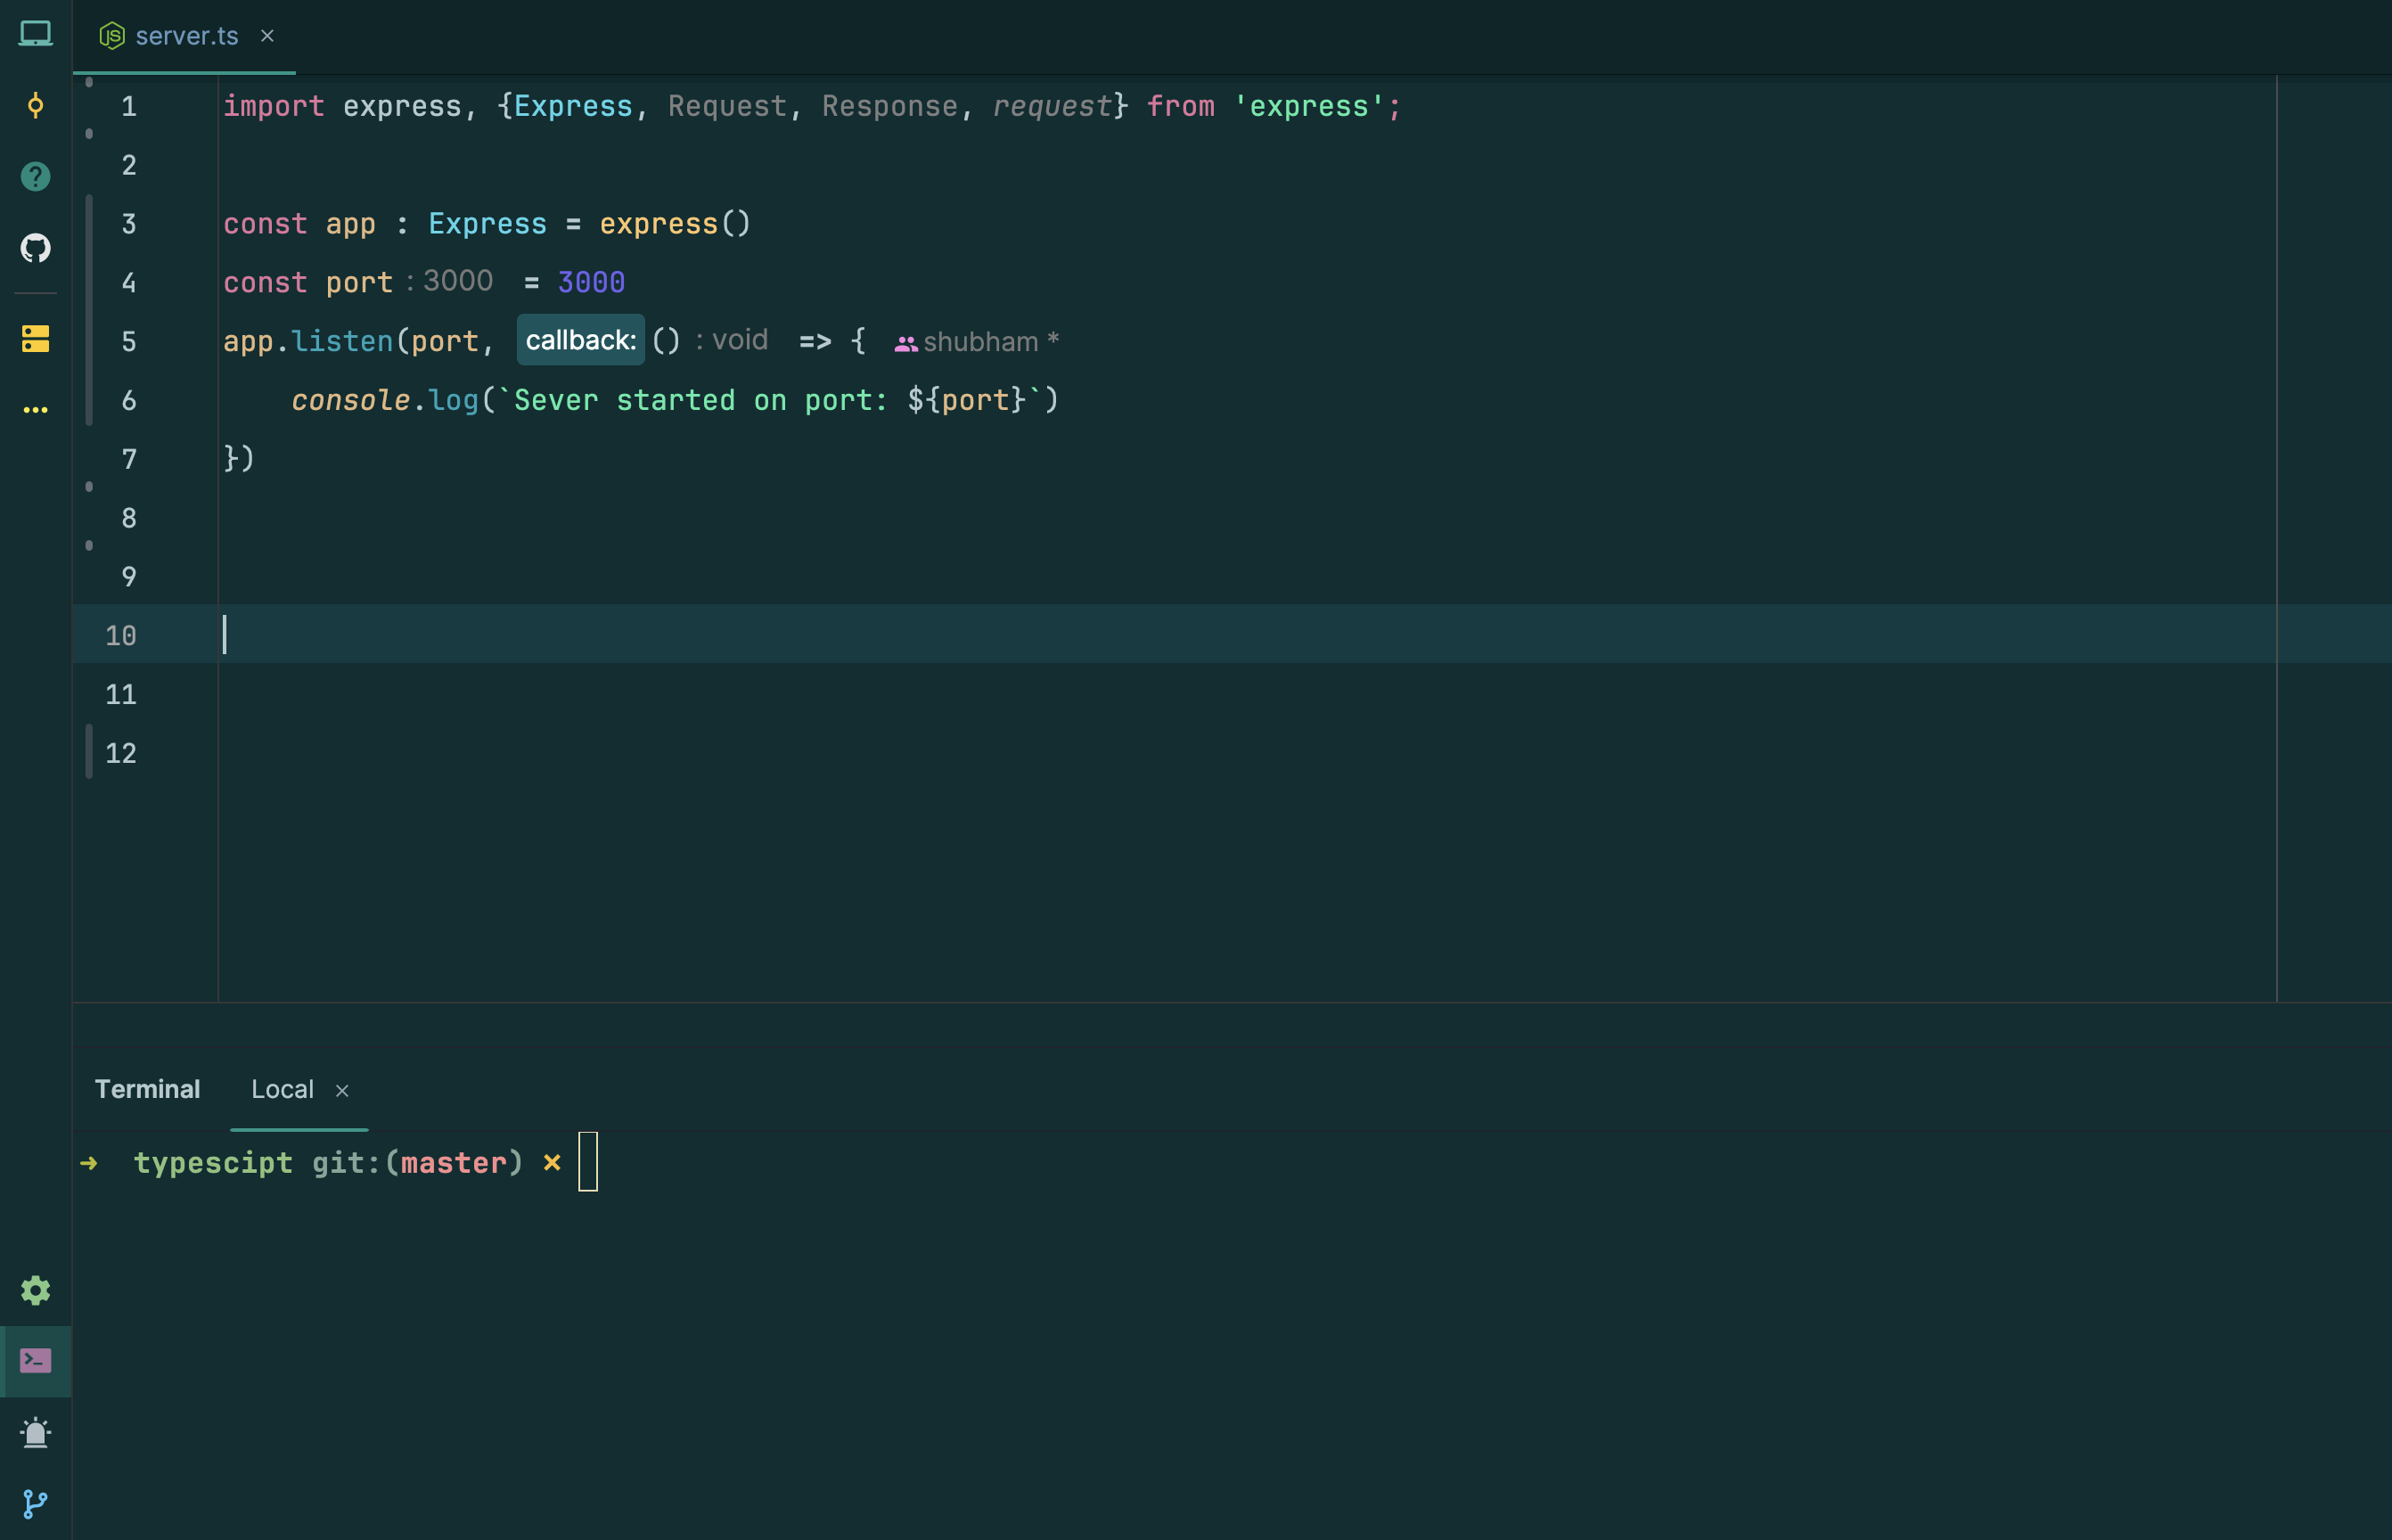 JS server.ts ×
1 import express, {Express, Request, Response, request} from 'express';
2
3 const app : Express = express()
4 const port : 3000 = 3000
5 app.listen(port, callback: () : void => { shubham *
6 console.log(`Sever started on port: ${port}`)
7 })
8
9
10
11
12
Terminal Local ×
➜ typescipt git:(master) ×